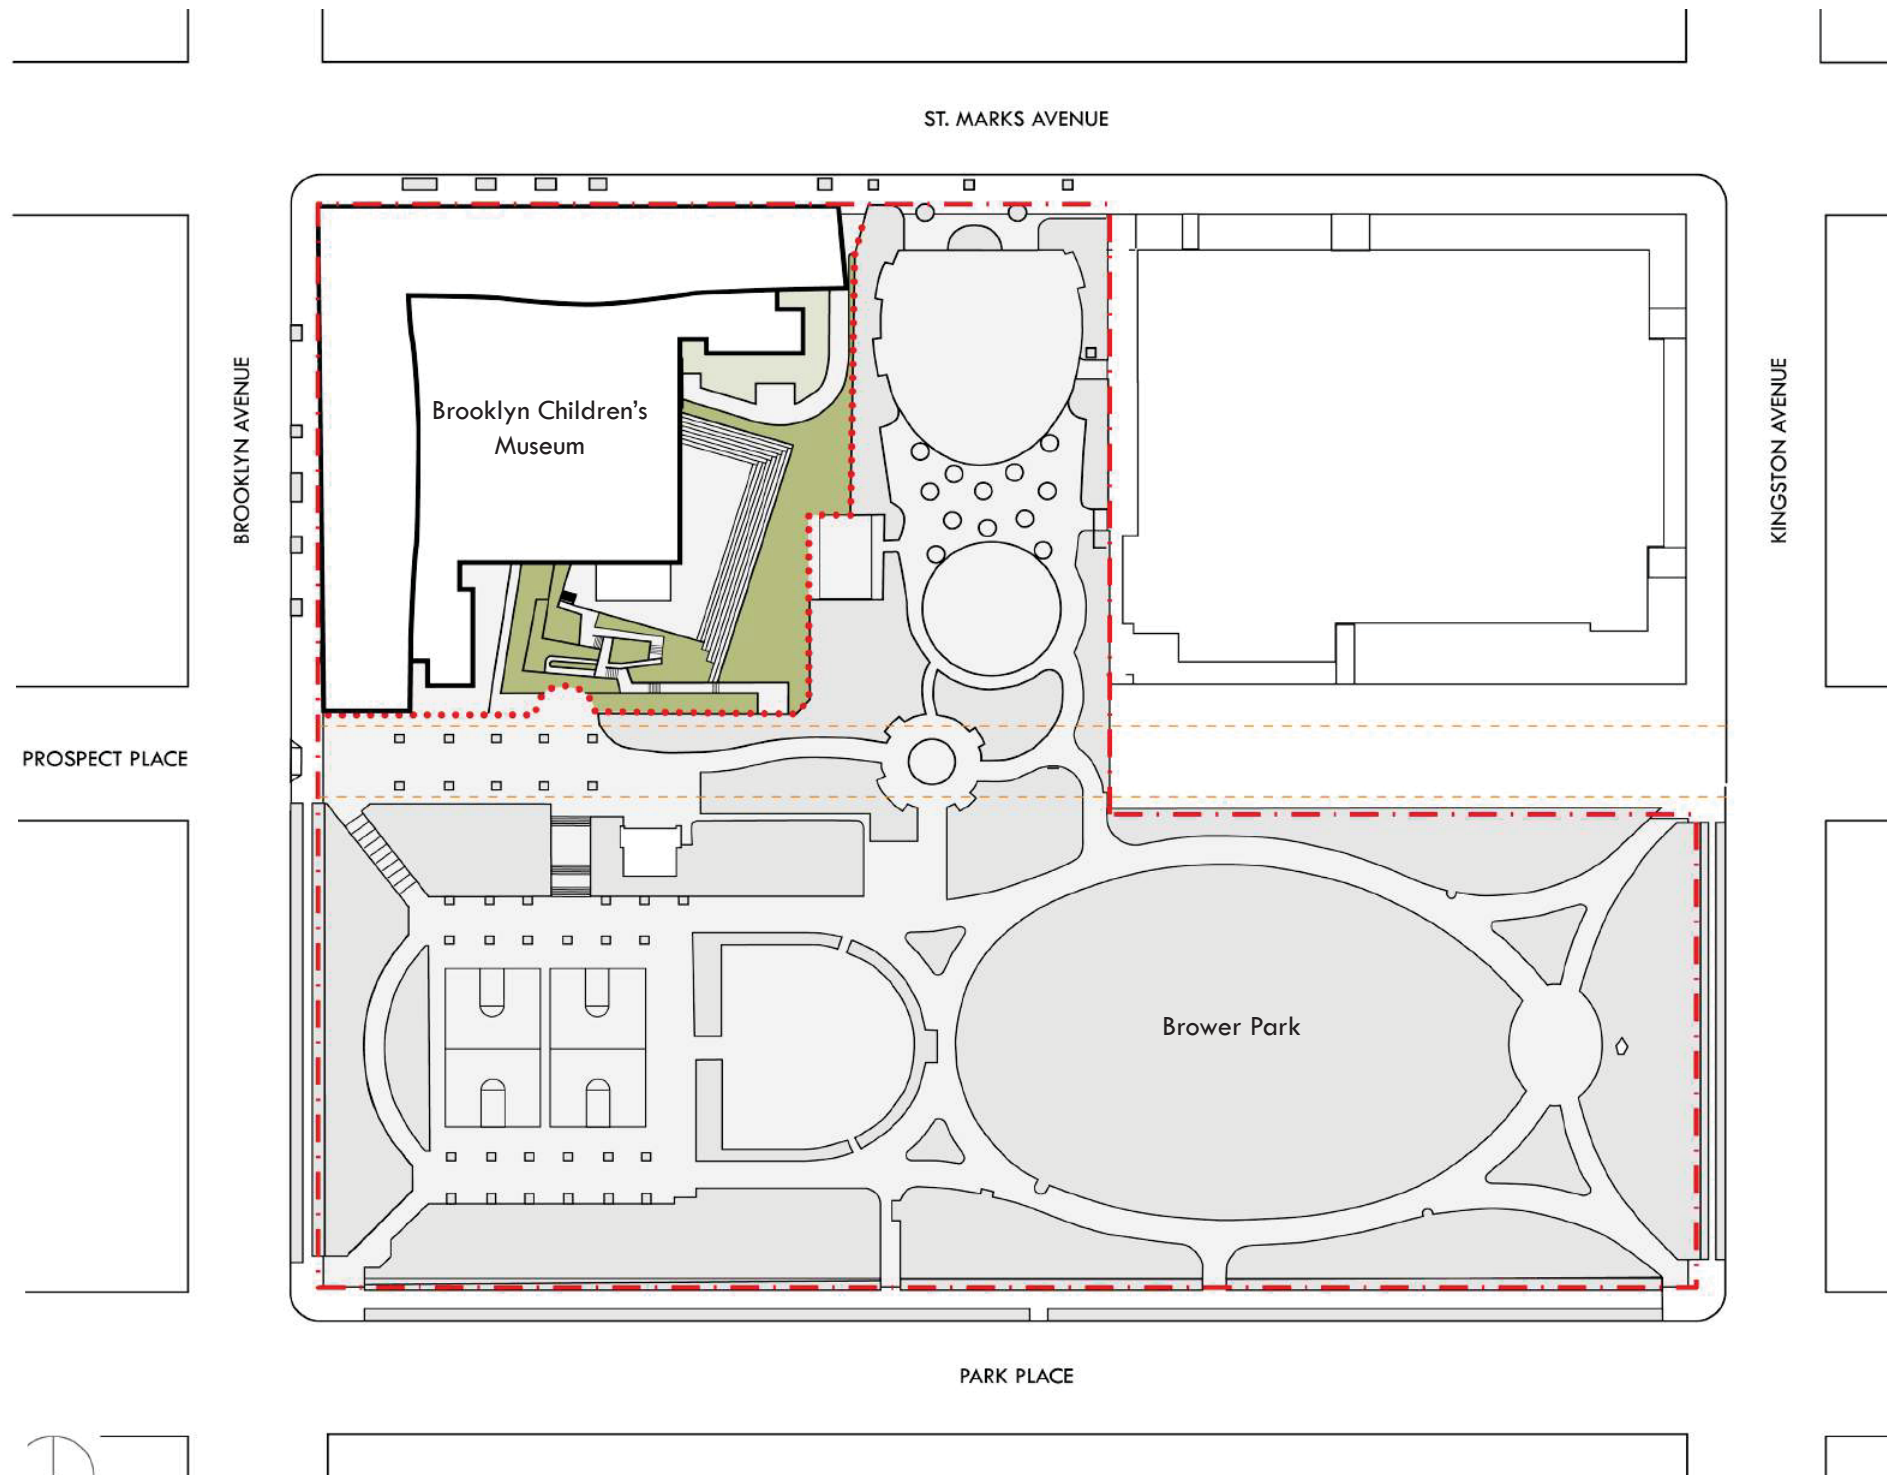 ST. MARKS AVENUE
BROOKLYN AVENUE
Brooklyn Children’s
Museum
KINGSTON AVENUE
PROSPECT PLACE
Brower Park
PARK PLACE